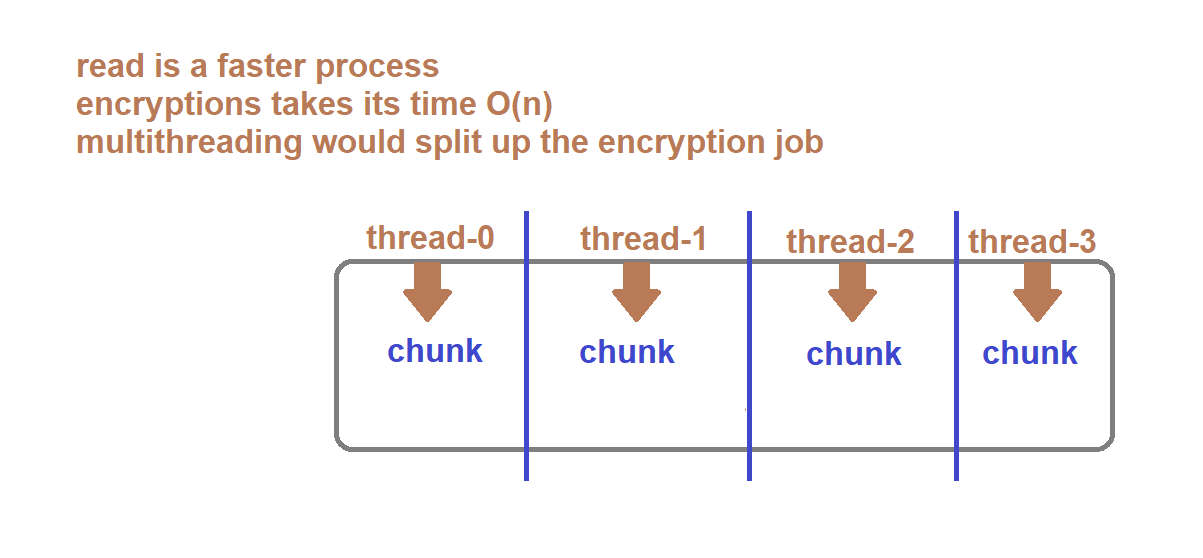 read is a faster process
encryptions takes its time O(n)
multithreading would split up the encryption job
thread-0 thread-1 thread-2 thread-3
chunk chunk chunk chunk